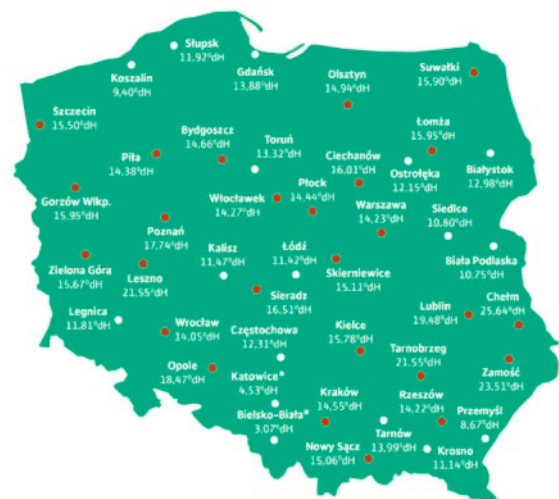 Słupsk
11,92°dH
Koszalin
9,40°dH
Gdańsk
13,88°dH
Olsztyn
14,94°dH
Suwałki
15,90°dH
Szczecin
15,50°dH
Piła
14,38°dH
Bydgoszcz
14,66°dH
Toruń
13,32°dH
Ciechanów
16,01°dH
Łomża
15,95°dH
Ostrołęka
12,15°dH
Białystok
12,98°dH
Gorzów Wlkp.
15,95°dH
Włocławek
14,27°dH
Płock
14,44°dH
Warszawa
14,23°dH
Siedlce
10,80°dH
Poznań
17,74°dH
Kalisz
11,47°dH
Łódź
11,42°dH
Skierniewice
15,11°dH
Biała Podlaska
10,75°dH
Zielona Góra
15,67°dH
Leszno
21,55°dH
Sieradz
16,51°dH
Lublin
19,48°dH
Chełm
25,64°dH
Legnica
11,81°dH
Wrocław
14,05°dH
Częstochowa
12,31°dH
Kielce
15,78°dH
Tarnobrzeg
21,55°dH
Zamość
23,51°dH
Opole
18,47°dH
Katowice*
4,53°dH
Kraków
14,55°dH
Rzeszów
14,22°dH
Przemyśl
8,67°dH
Bielsko-Biała*
3,07°dH
Nowy Sącz
15,06°dH
Tarnów
13,99°dH
Krosno
11,14°dH